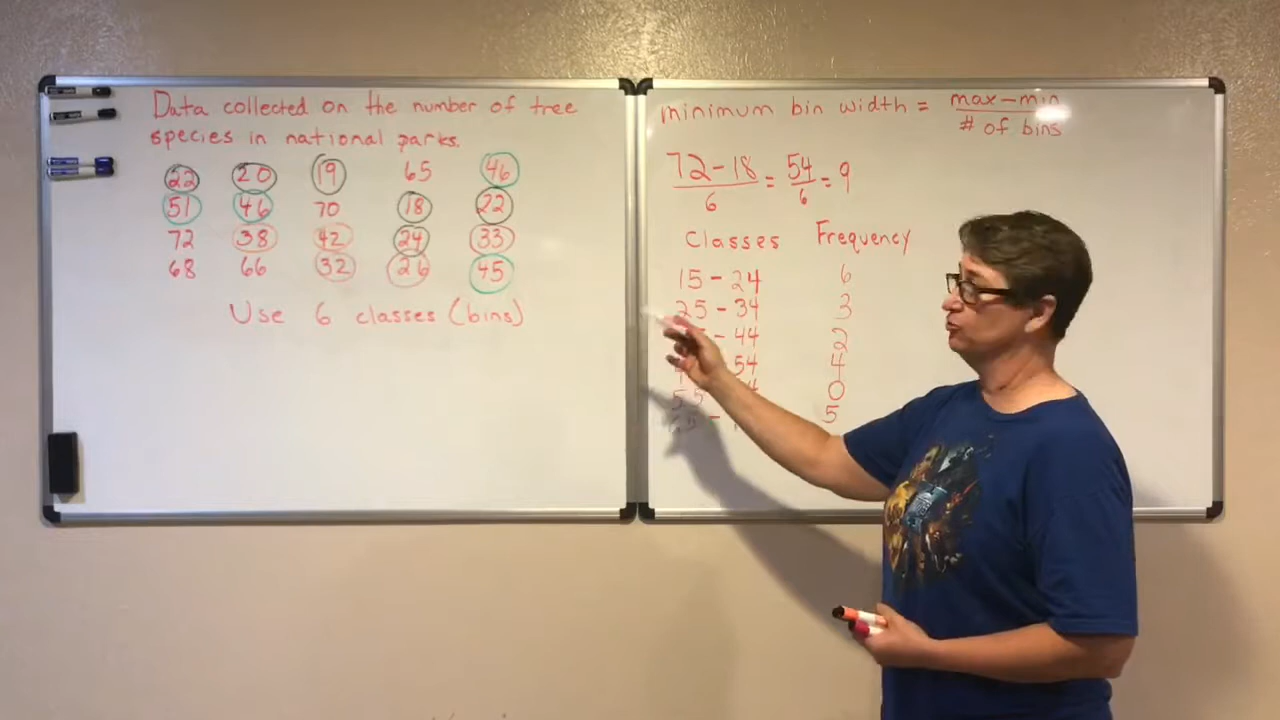 Data collected on the number of tree
species in national parks.
22 20 19 65 46
51 46 70 18 22
72 38 42 24 33
68 66 32 26 45
Use 6 classes (bins)
minimum bin width = max-min
# of bins
72-18
6
= 54
6
= 9
Classes Frequency
15-24 6
25-34 3
-44 2
54 4
55 0
65 - 5